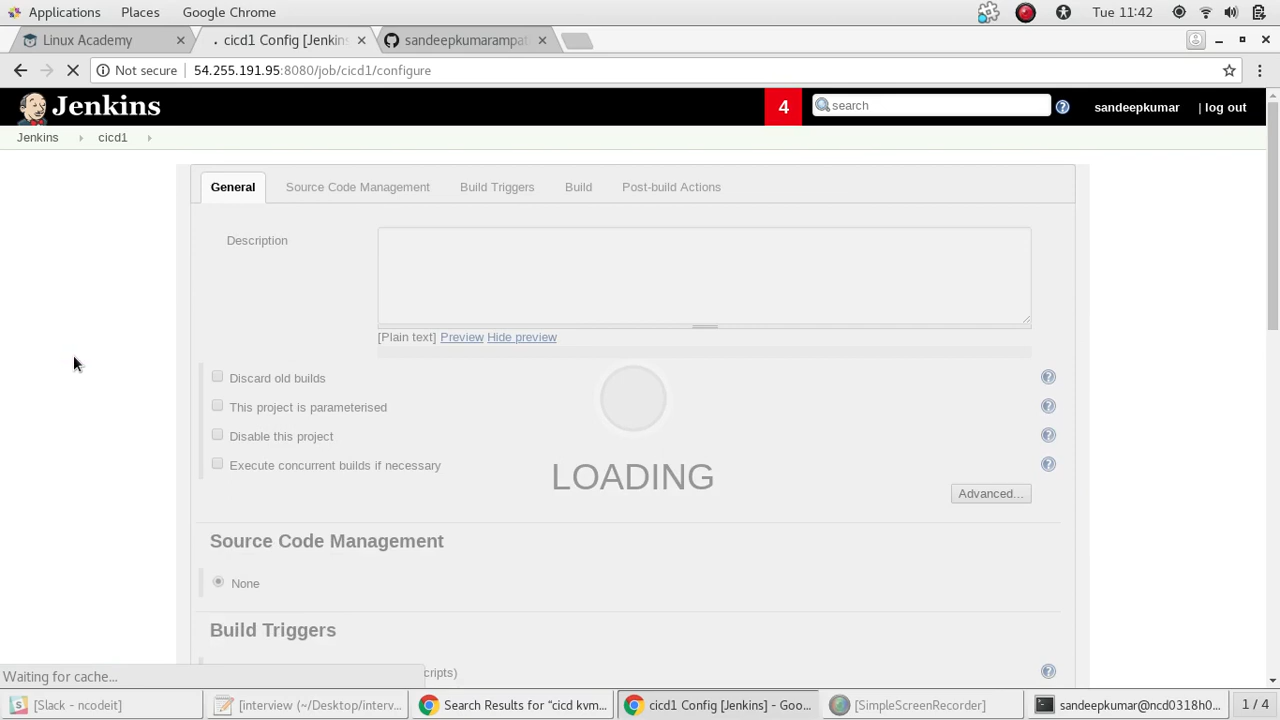 Applications Places Google Chrome Tue 11:42
Linux Academy cicd1 Config [Jenkins sandeepkumarampat
Not secure 54.255.191.95:8080/job/cicd1/configure
Jenkins 4 search sandeepkumar | log out
Jenkins cicd1
General Source Code Management Build Triggers Build Post-build Actions
Description
[Plain text] Preview Hide preview
Discard old builds
This project is parameterised
Disable this project
Execute concurrent builds if necessary
LOADING
Advanced...
Source Code Management
None
Build Triggers
cripts)
Waiting for cache...
[Slack - ncodeit] [interview (~/Desktop/interv... Search Results for “cicd kvm... cicd1 Config [Jenkins] - Goo... [SimpleScreenRecorder] sandeepkumar@ncd0318h0... 1 / 4